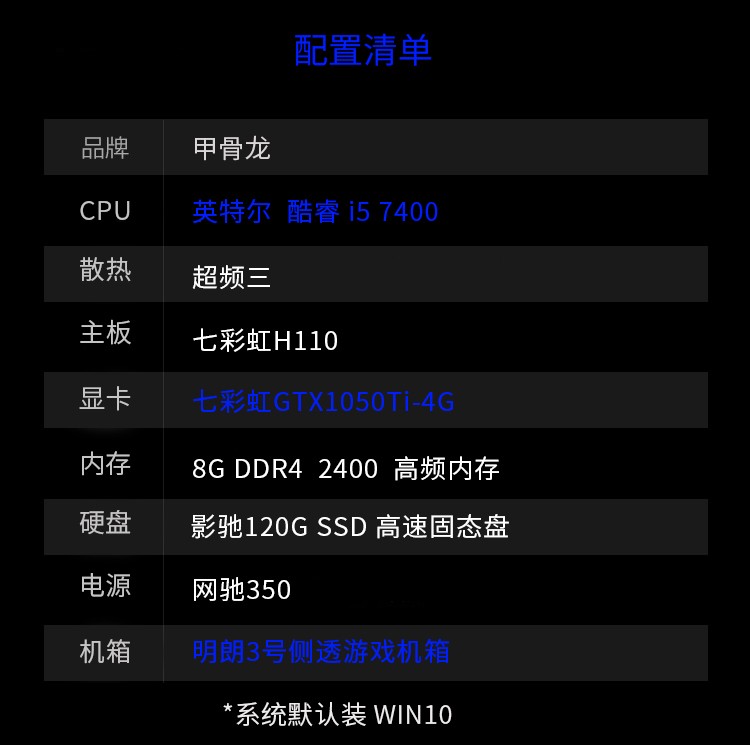 配置清单
品牌 甲骨龙
CPU 英特尔 酷睿 i5 7400
散热 超频三
主板 七彩虹H110
显卡 七彩虹GTX1050Ti-4G
内存 8G DDR4 2400 高频内存
硬盘 影驰120G SSD 高速固态盘
电源 网驰350
机箱 明朗3号侧透游戏机箱
*系统默认装 WIN10